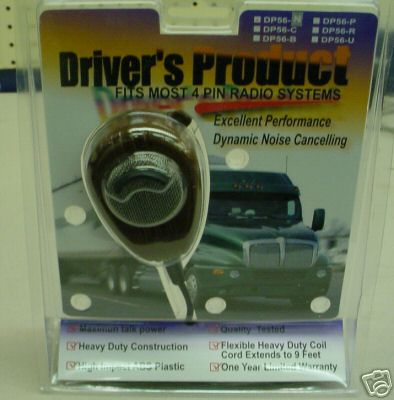 DP56-N DP56-P
DP56-C DP56-R
DP56-B DP56-U
Driver's Product
FITS MOST 4 PIN RADIO SYSTEMS
Excellent Performance
Dynamic Noise Cancelling
Maximun talk power
Quality Tested
Heavy Duty Construction
Flexible Heavy Duty Coil
Cord Extends to 9 Feet
High Impact ABS Plastic
One Year Limited Warranty